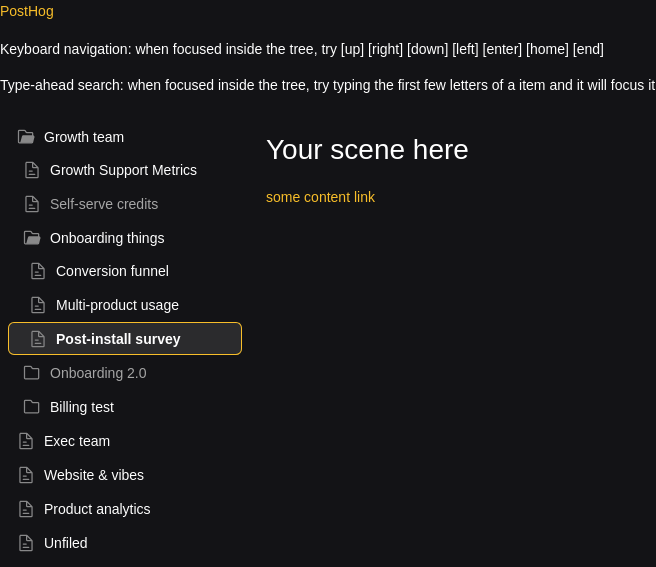 PostHog
Keyboard navigation: when focused inside the tree, try [up] [right] [down] [left] [enter] [home] [end]
Type-ahead search: when focused inside the tree, try typing the first few letters of a item and it will focus it
Growth team
Growth Support Metrics
Self-serve credits
Onboarding things
Conversion funnel
Multi-product usage
Post-install survey
Onboarding 2.0
Billing test
Exec team
Website & vibes
Product analytics
Unfiled
Your scene here
some content link